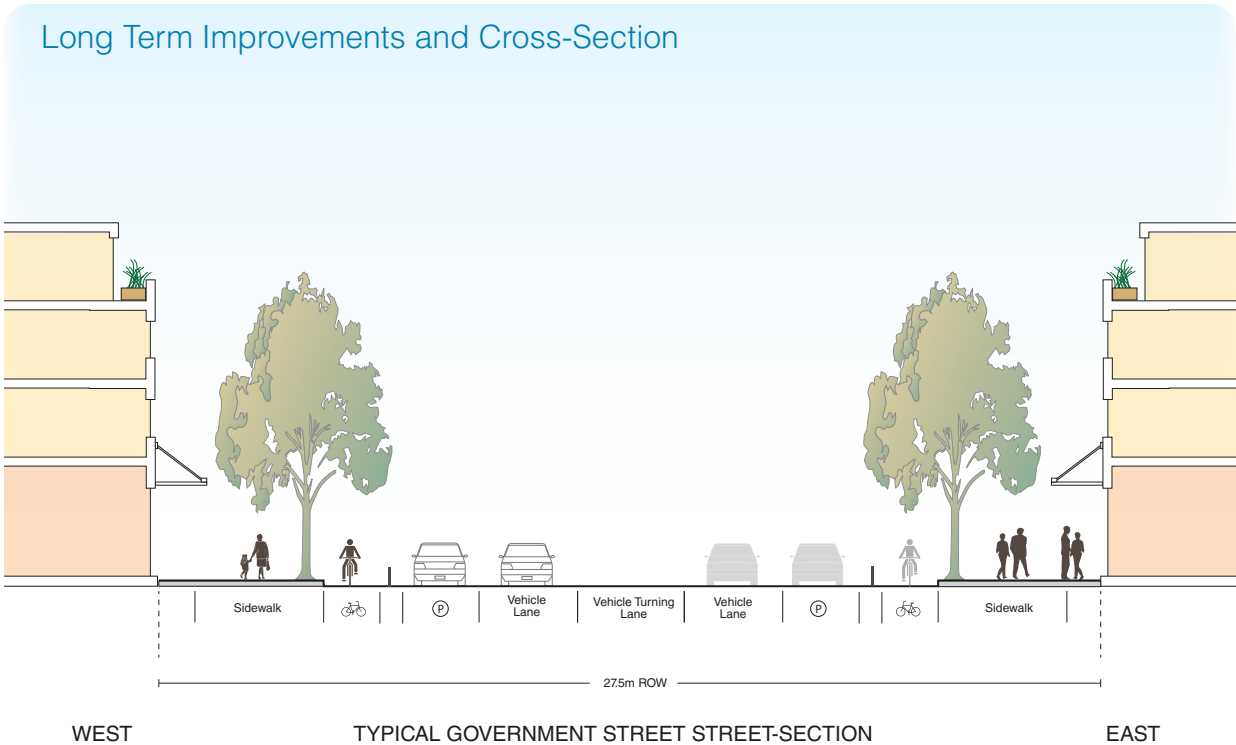 Long Term Improvements and Cross-Section
Sidewalk
P
Vehicle
Lane
Vehicle Turning
Lane
Vehicle
Lane
P
Sidewalk
27.5m ROW
WEST
TYPICAL GOVERNMENT STREET STREET-SECTION
EAST